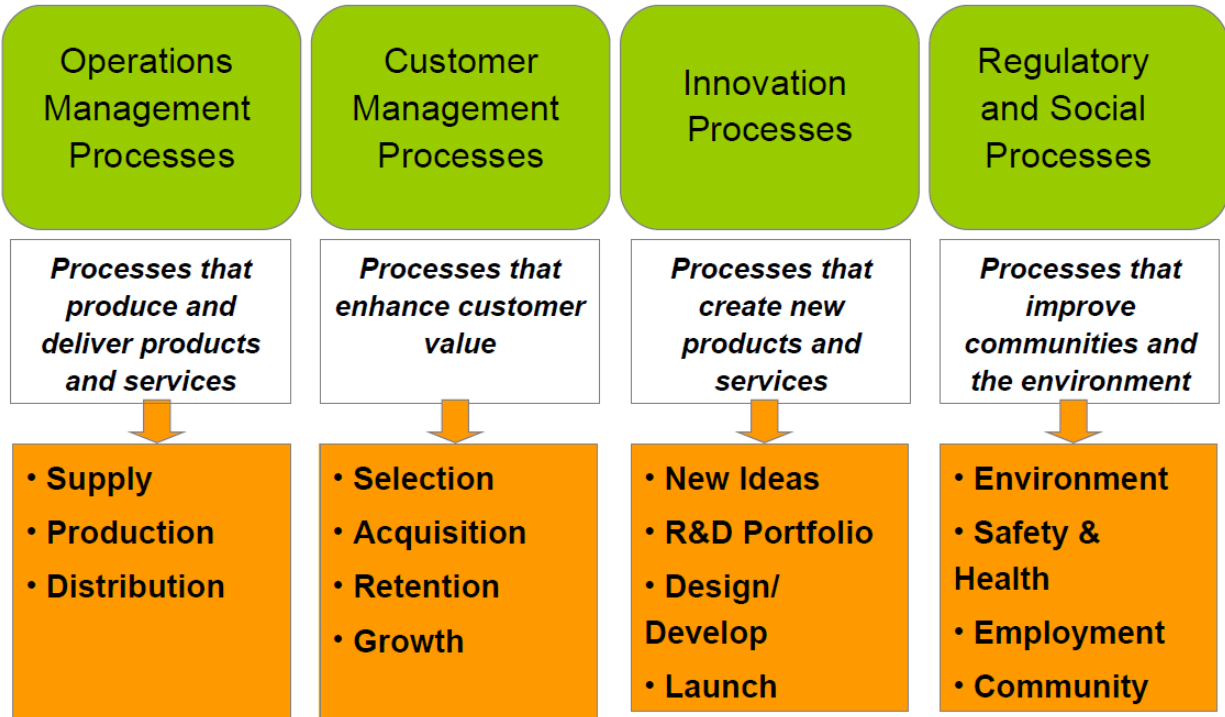 Operations
Management
Processes
Customer
Management
Processes
Innovation
Processes
Regulatory
and Social
Processes
Processes that
produce and
deliver products
and services
Processes that
enhance customer
value
Processes that
create new
products and
services
Processes that
improve
communities and
the environment
• Supply
• Production
• Distribution
• Selection
• Acquisition
• Retention
• Growth
• New Ideas
• R&D Portfolio
• Design/
Develop
• Launch
• Environment
• Safety &
Health
• Employment
• Community